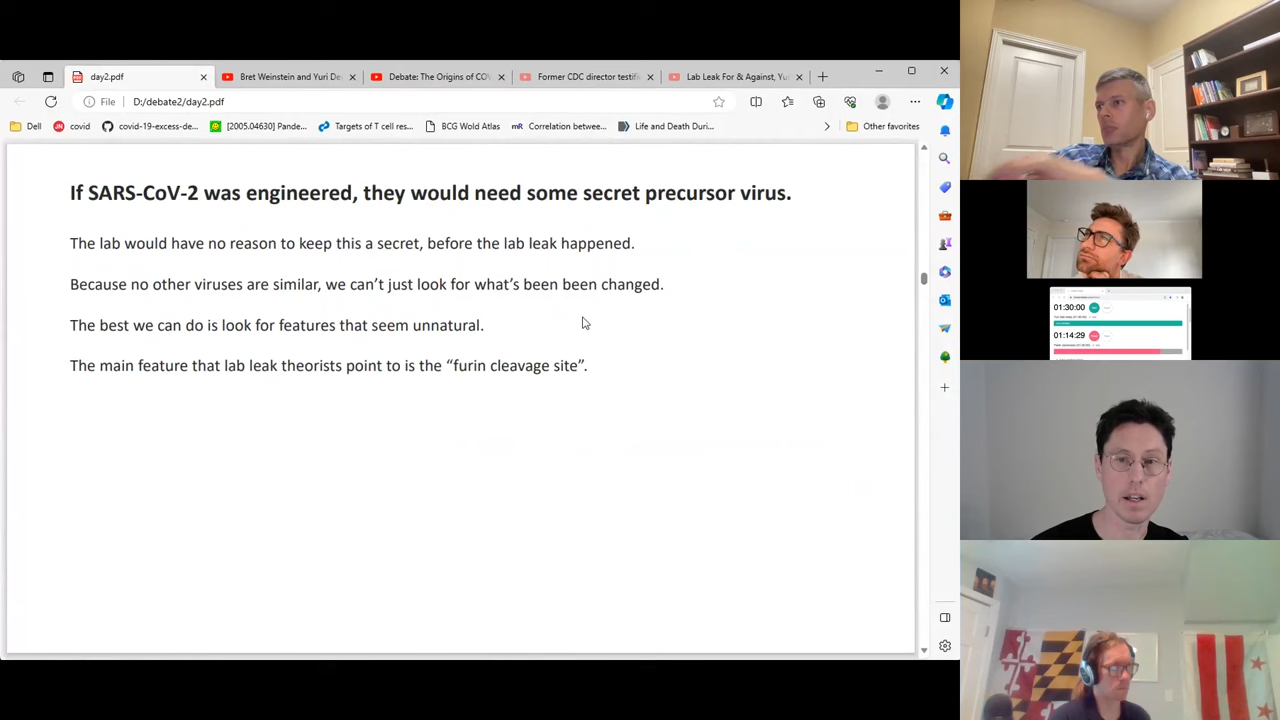 day2.pdf
Bret Weinstein and Yuri De
Debate: The Origins of CO
Former CDC director testifi
Lab Leak For & Against, Yu
File
D:/debate2/day2.pdf
Dell
covid
covid-19-excess-de...
[2005.04630] Pande...
Targets of T cell res...
BCG Wold Atlas
mR
Correlation betwee...
Life and Death Duri...
Other favorites
If SARS-CoV-2 was engineered, they would need some secret precursor virus.
The lab would have no reason to keep this a secret, before the lab leak happened.
Because no other viruses are similar, we can't just look for what's been been changed.
The best we can do is look for features that seem unnatural.
The main feature that lab leak theorists point to is the “furin cleavage site”.
01:30:00
01:14:29